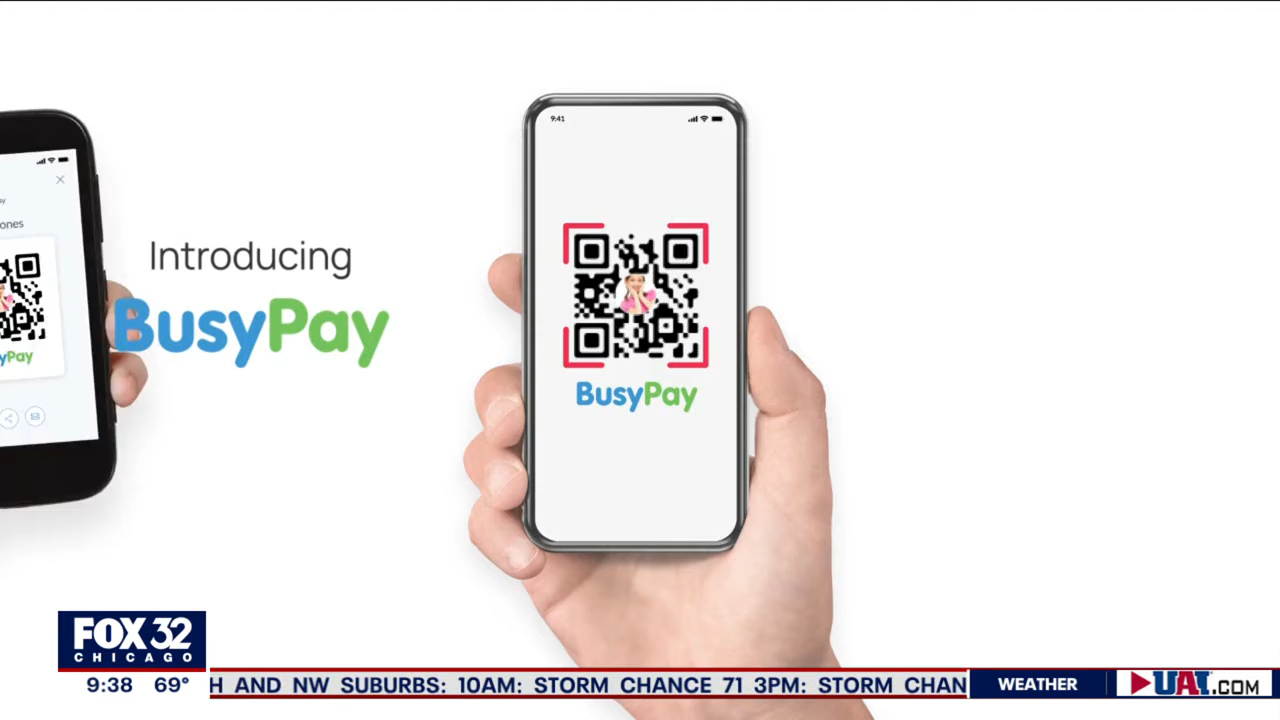 9:41
sy
ones
Introducing
BusyPay
yPay
BusyPay
FOX 32
CHICAGO
9:38 69°
H AND NW SUBURBS: 10AM: STORM CHANCE 71 3PM: STORM CHAN
WEATHER
UAT.COM